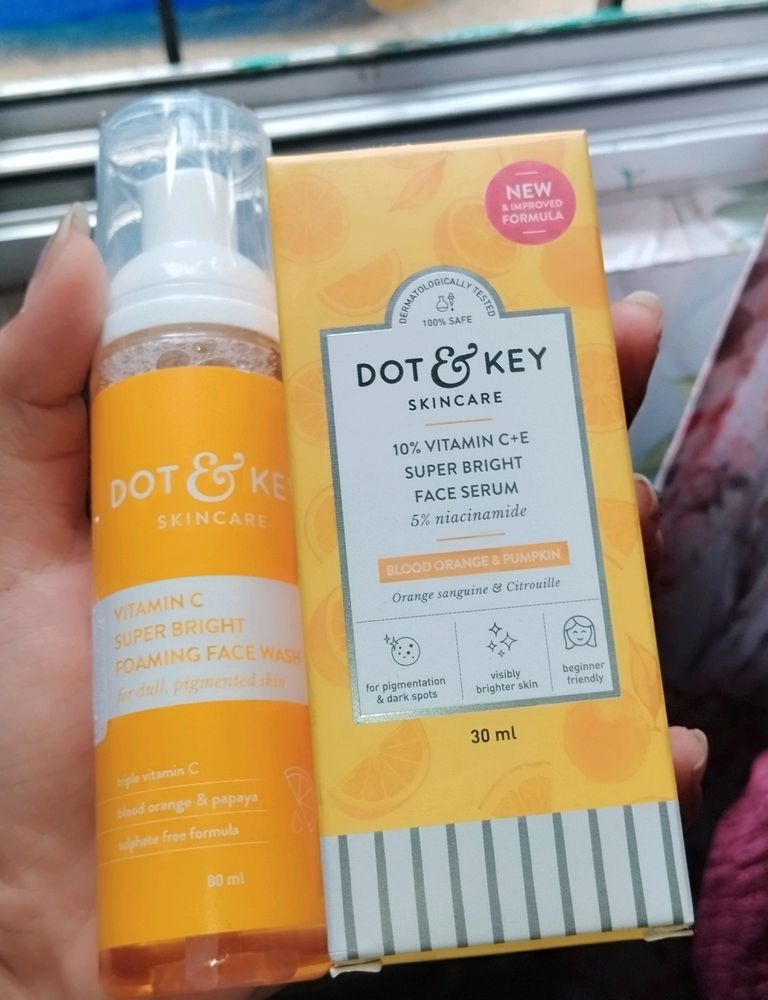 DOT & KE
SKINCARE
VITAMIN C
SUPER BRIGHT
FOAMING FACE WASH
for dull, pigmented skin
triple vitamin C
blood orange & papaya
sulphate free formula
80 ml
NEW
& IMPROVED
FORMULA
DERMATOLOGICALLY TESTED
100% SAFE
DOT & KEY
SKINCARE
10% VITAMIN C+E
SUPER BRIGHT
FACE SERUM
5% niacinamide
BLOOD ORANGE & PUMPKIN
Orange sanguine & Citrouille
for pigmentation
& dark spots
visibly
brighter skin
beginner
friendly
30 ml